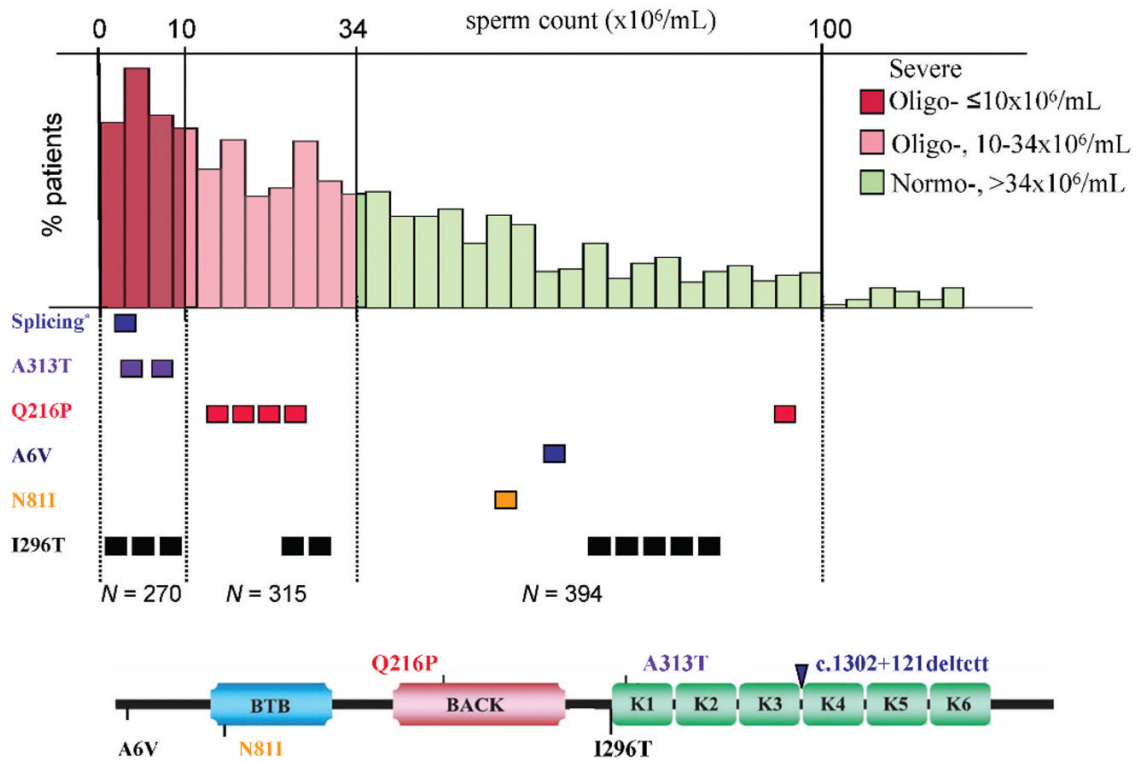 sperm count (x10⁶/mL)
0 10 34 100
% patients
Severe
Oligo- ≤10x10⁶/mL
Oligo-, 10-34x10⁶/mL
Normo-, >34x10⁶/mL
Splicing*
A313T
Q216P
A6V
N81I
I296T
N = 270 N = 315 N = 394
Q216P A313T c.1302+121deltctt
BTB BACK K1 K2 K3 K4 K5 K6
A6V N81I I296T